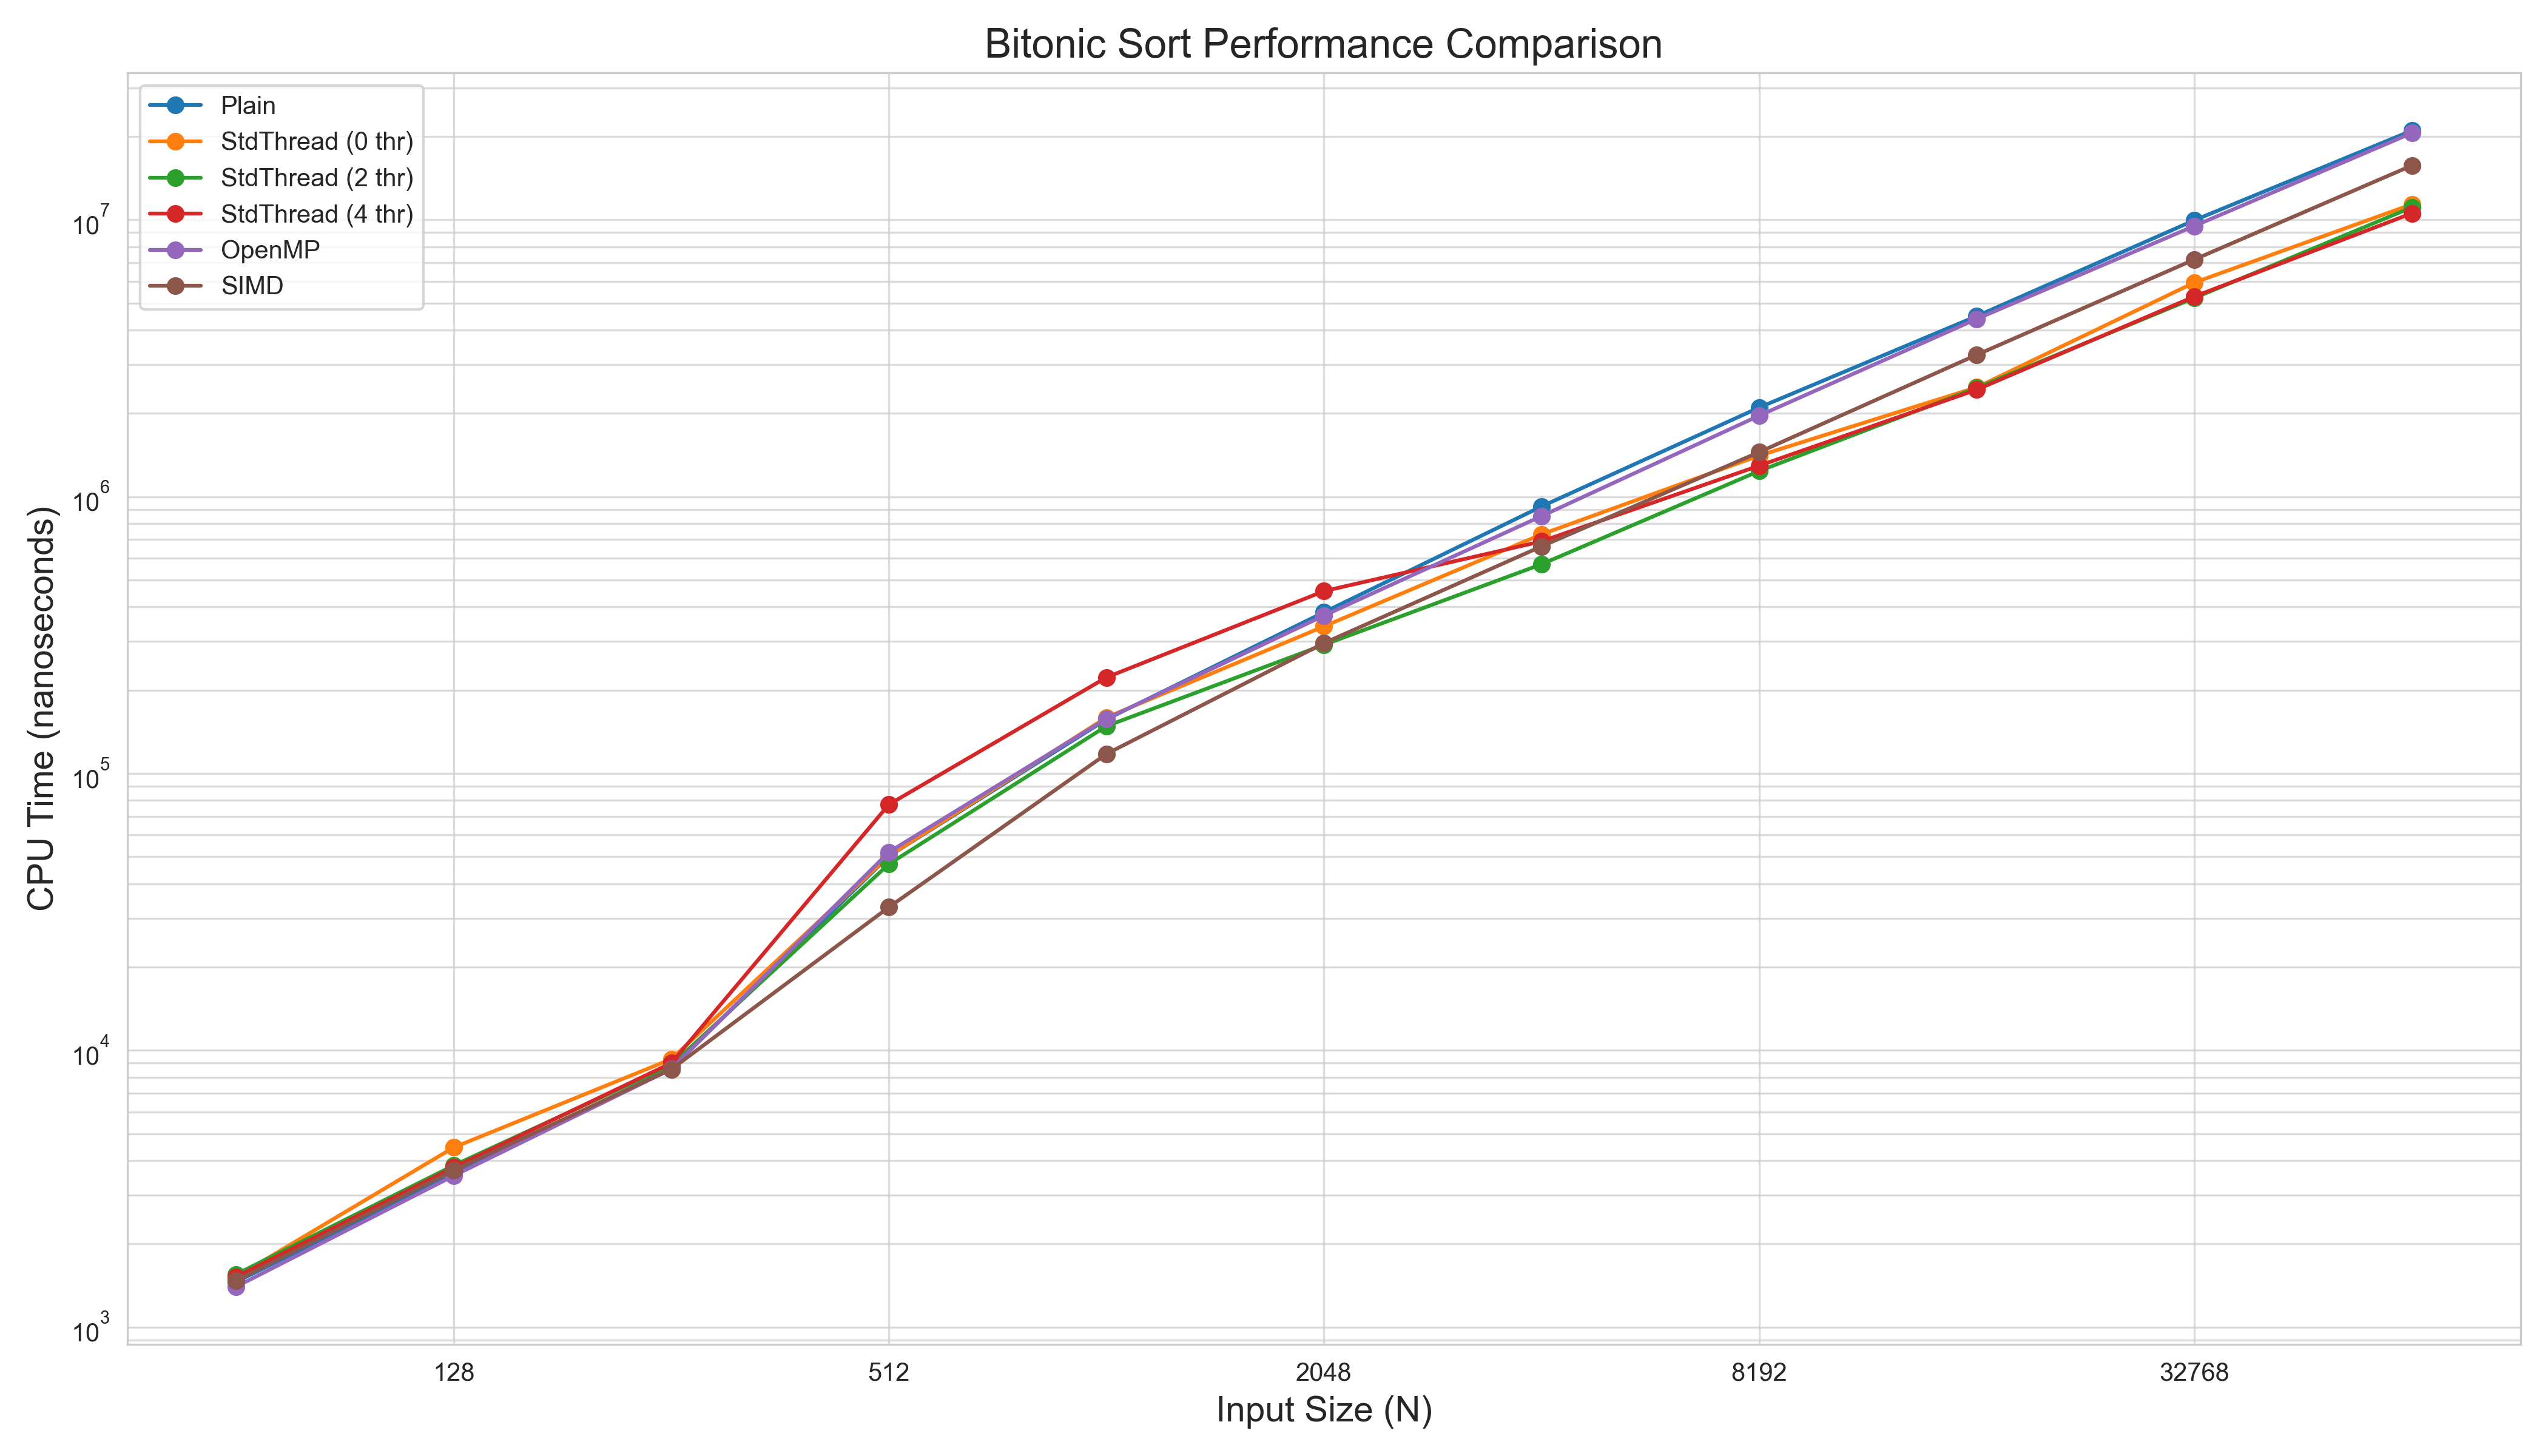 Bitonic Sort Performance Comparison
Plain
StdThread (0 thr)
StdThread (2 thr)
StdThread (4 thr)
OpenMP
SIMD
CPU Time (nanoseconds)
10^7
10^6
10^5
10^4
10^3
128 512 2048 8192 32768
Input Size (N)